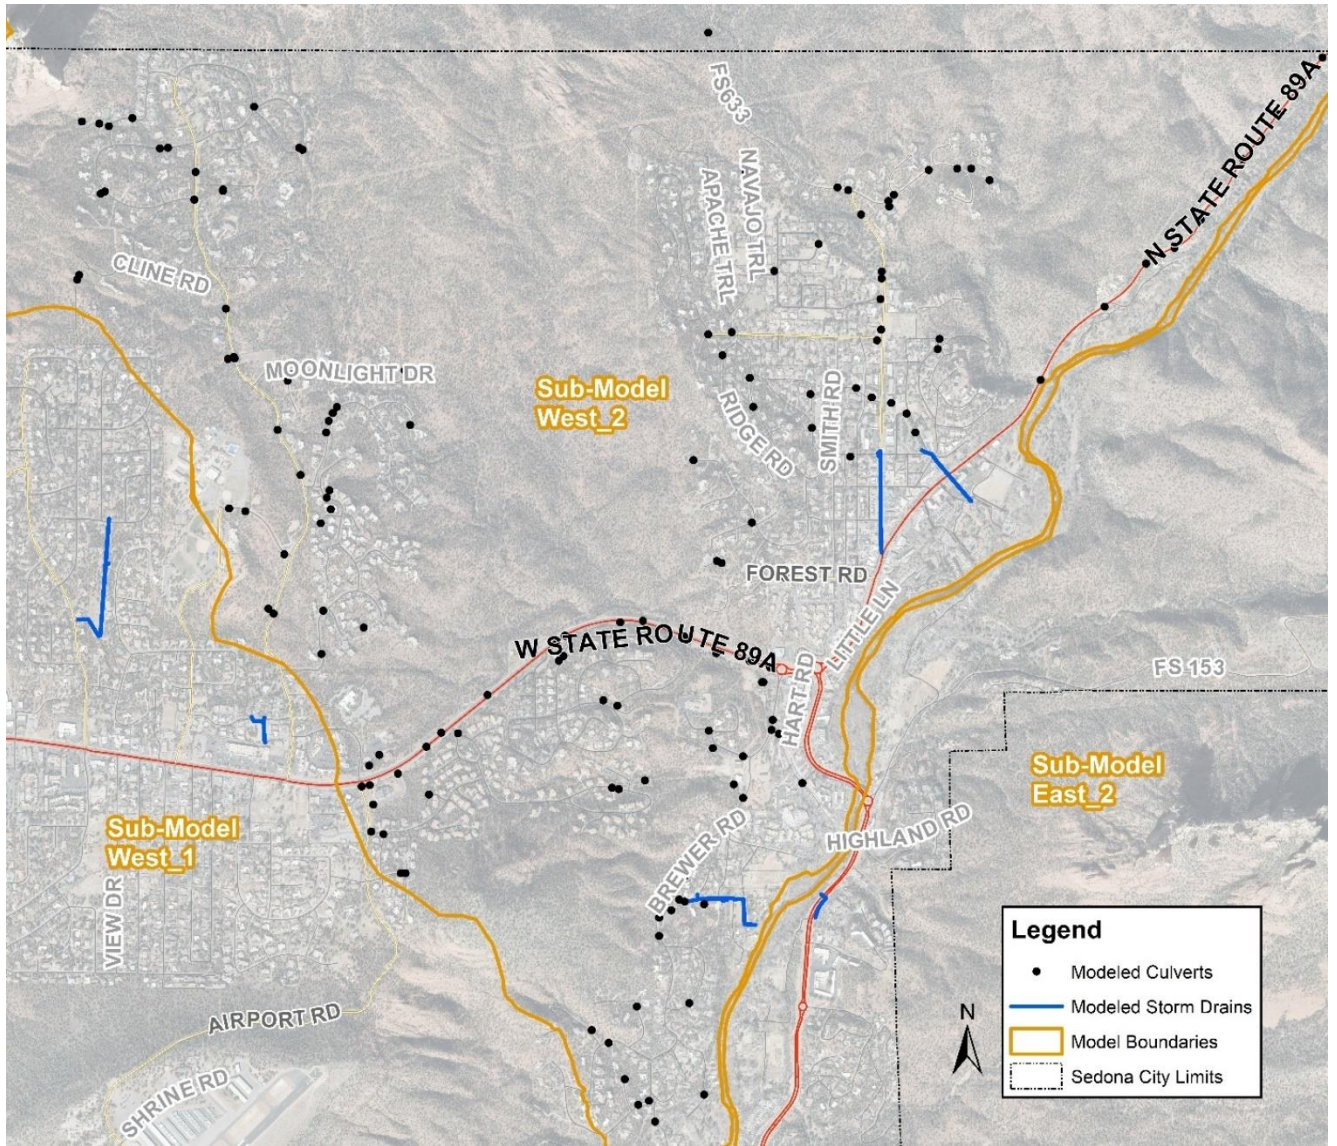 FS633
N STATE ROUTE 89A
NAVAJO TRL
APACHE TRL
CLINE RD
MOONLIGHT DR
Sub-Model
West_2
RIDGE RD
SMITH RD
FOREST RD
LITTLE LN
W STATE ROUTE 89A
HART RD
FS 153
Sub-Model
East_2
Sub-Model
West_1
HIGHLAND RD
BREWER RD
VIEW DR
AIRPORT RD
SHRINE RD
N
Legend
Modeled Culverts
Modeled Storm Drains
Model Boundaries
Sedona City Limits